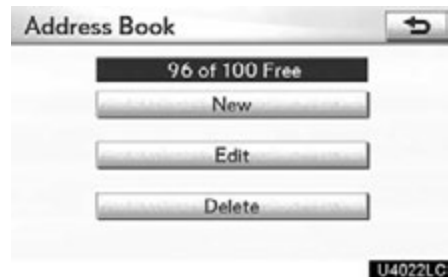 Address Book
96 of 100 Free
New
Edit
Delete
U4022LC